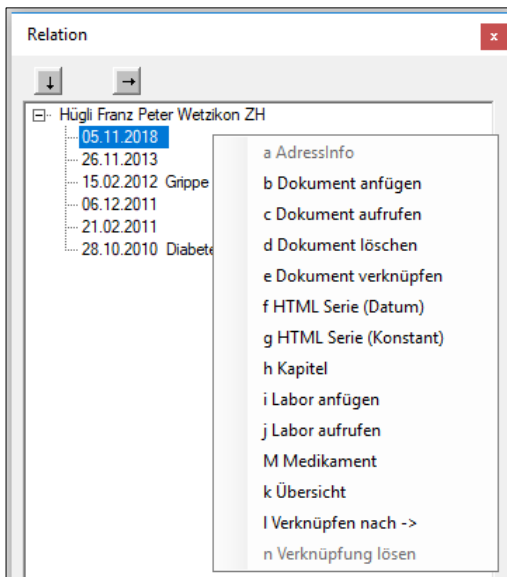 Relation
x
↓ →
Hügli Franz Peter Wetzikon ZH
05.11.2018
26.11.2013
15.02.2012 Grippe
06.12.2011
21.02.2011
28.10.2010 Diabete
a AdressInfo
b Dokument anfügen
c Dokument aufrufen
d Dokument löschen
e Dokument verknüpfen
f HTML Serie (Datum)
g HTML Serie (Konstant)
h Kapitel
i Labor anfügen
j Labor aufrufen
M Medikament
k Übersicht
l Verknüpfen nach ->
n Verknüpfung lösen